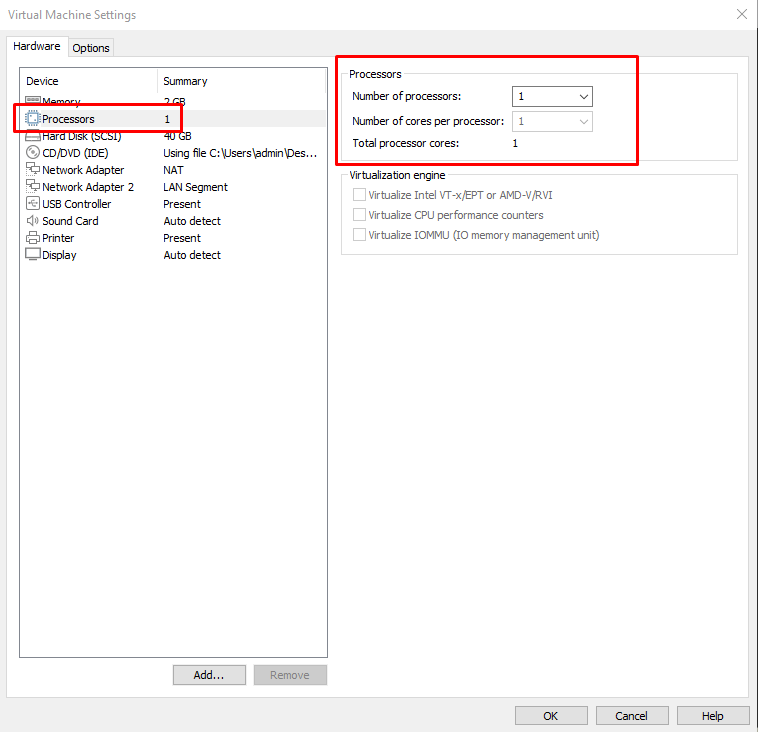 Virtual Machine Settings
Hardware
Options
Device Summary
Memory 2 GB
Processors 1
Hard Disk (SCSI) 40 GB
CD/DVD (IDE) Using file C:\Users\admin\Des...
Network Adapter NAT
Network Adapter 2 LAN Segment
USB Controller Present
Sound Card Auto detect
Printer Present
Display Auto detect
Add...
Remove
Processors
Number of processors: 1
Number of cores per processor: 1
Total processor cores: 1
Virtualization engine
Virtualize Intel VT-x/EPT or AMD-V/RVI
Virtualize CPU performance counters
Virtualize IOMMU (IO memory management unit)
OK
Cancel
Help